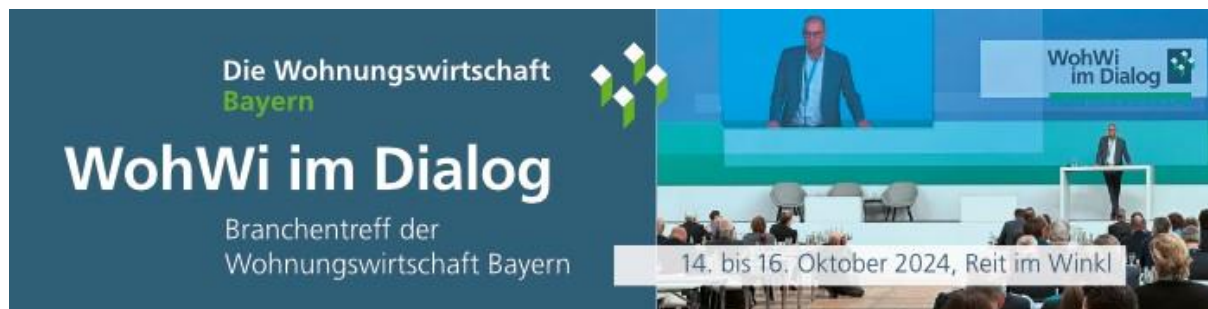 Die Wohnungswirtschaft
Bayern
WohWi im Dialog
Branchentreff der
Wohnungswirtschaft Bayern
WohWi
im Dialog
14. bis 16. Oktober 2024, Reit im Winkl